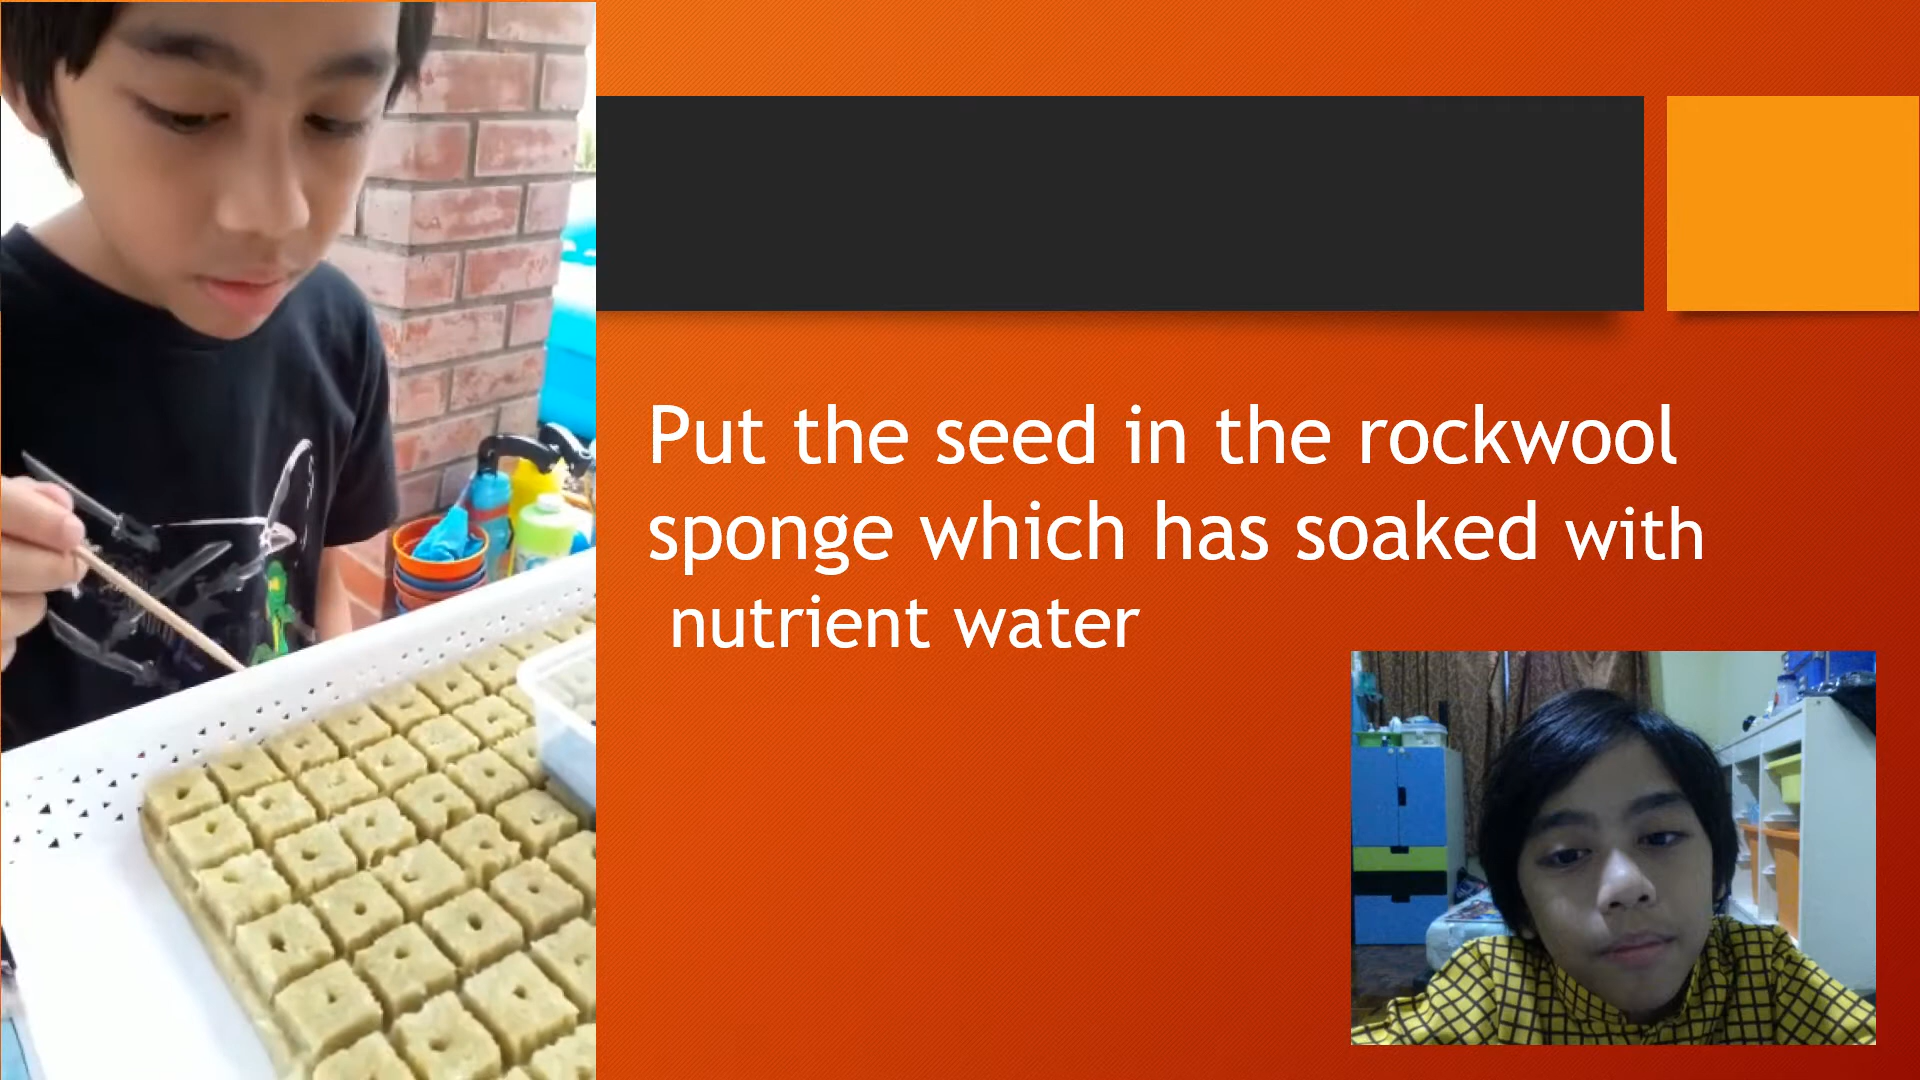 Put the seed in the rockwool
sponge which has soaked with
nutrient water